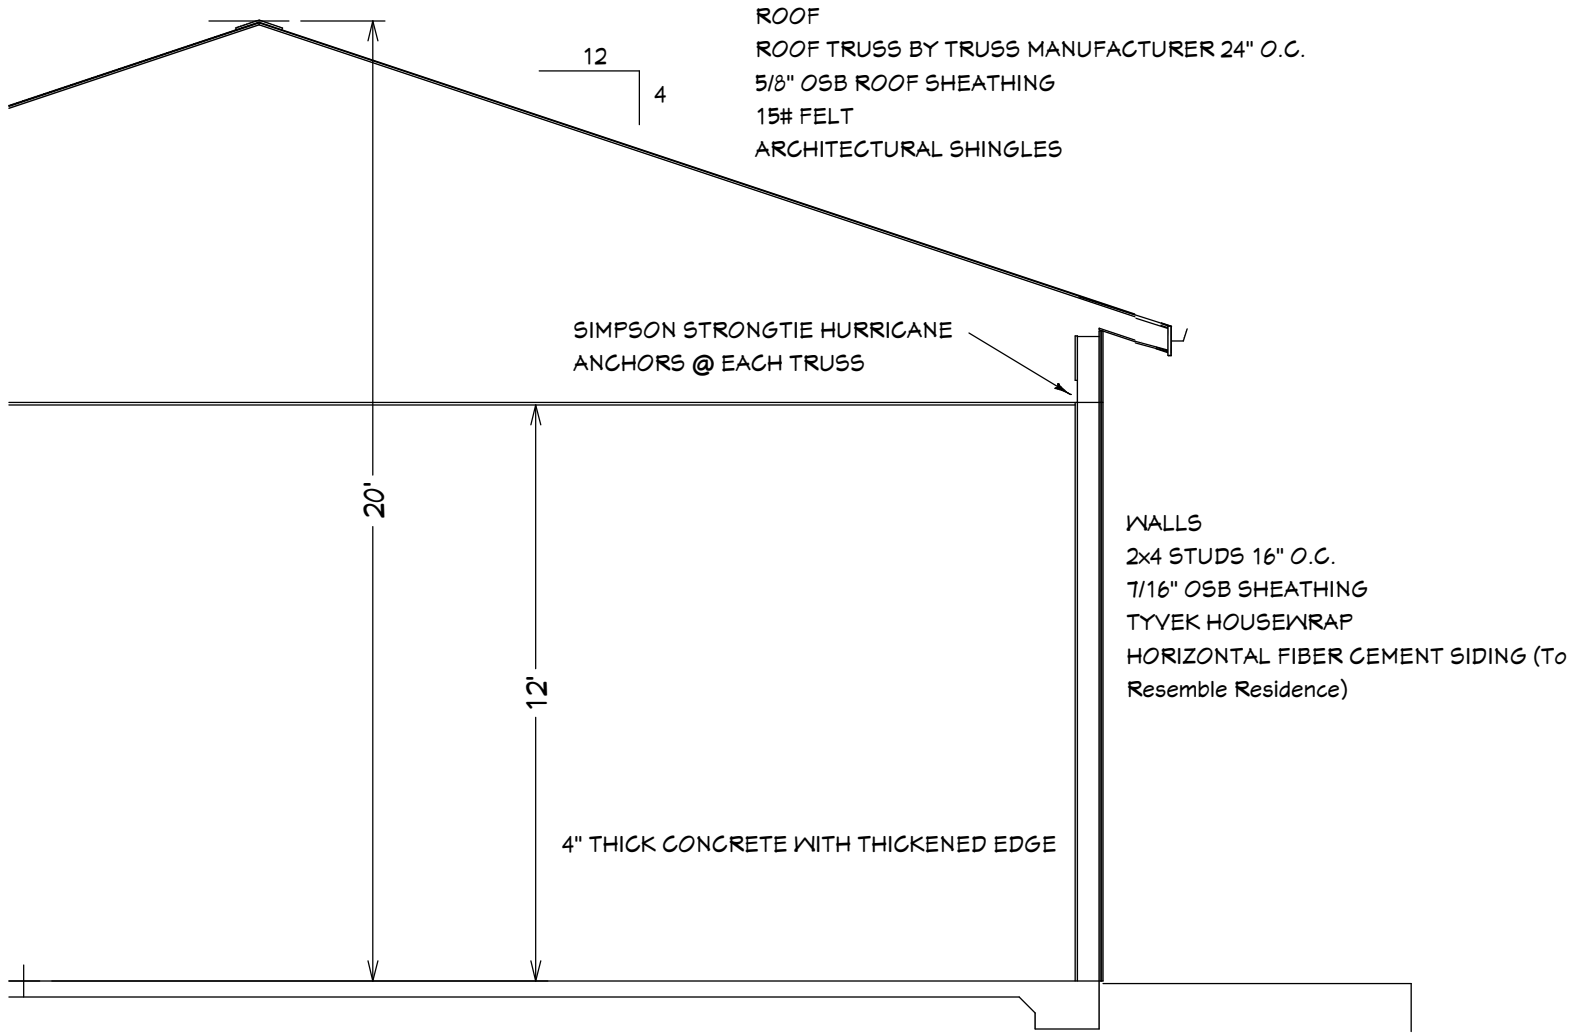 ROOF
ROOF TRUSS BY TRUSS MANUFACTURER 24" O.C.
5/8" OSB ROOF SHEATHING
15# FELT
ARCHITECTURAL SHINGLES
12
4
SIMPSON STRONGTIE HURRICANE
ANCHORS @ EACH TRUSS
20'
12'
WALLS
2x4 STUDS 16" O.C.
7/16" OSB SHEATHING
TYVEK HOUSEWRAP
HORIZONTAL FIBER CEMENT SIDING (To
Resemble Residence)
4" THICK CONCRETE WITH THICKENED EDGE